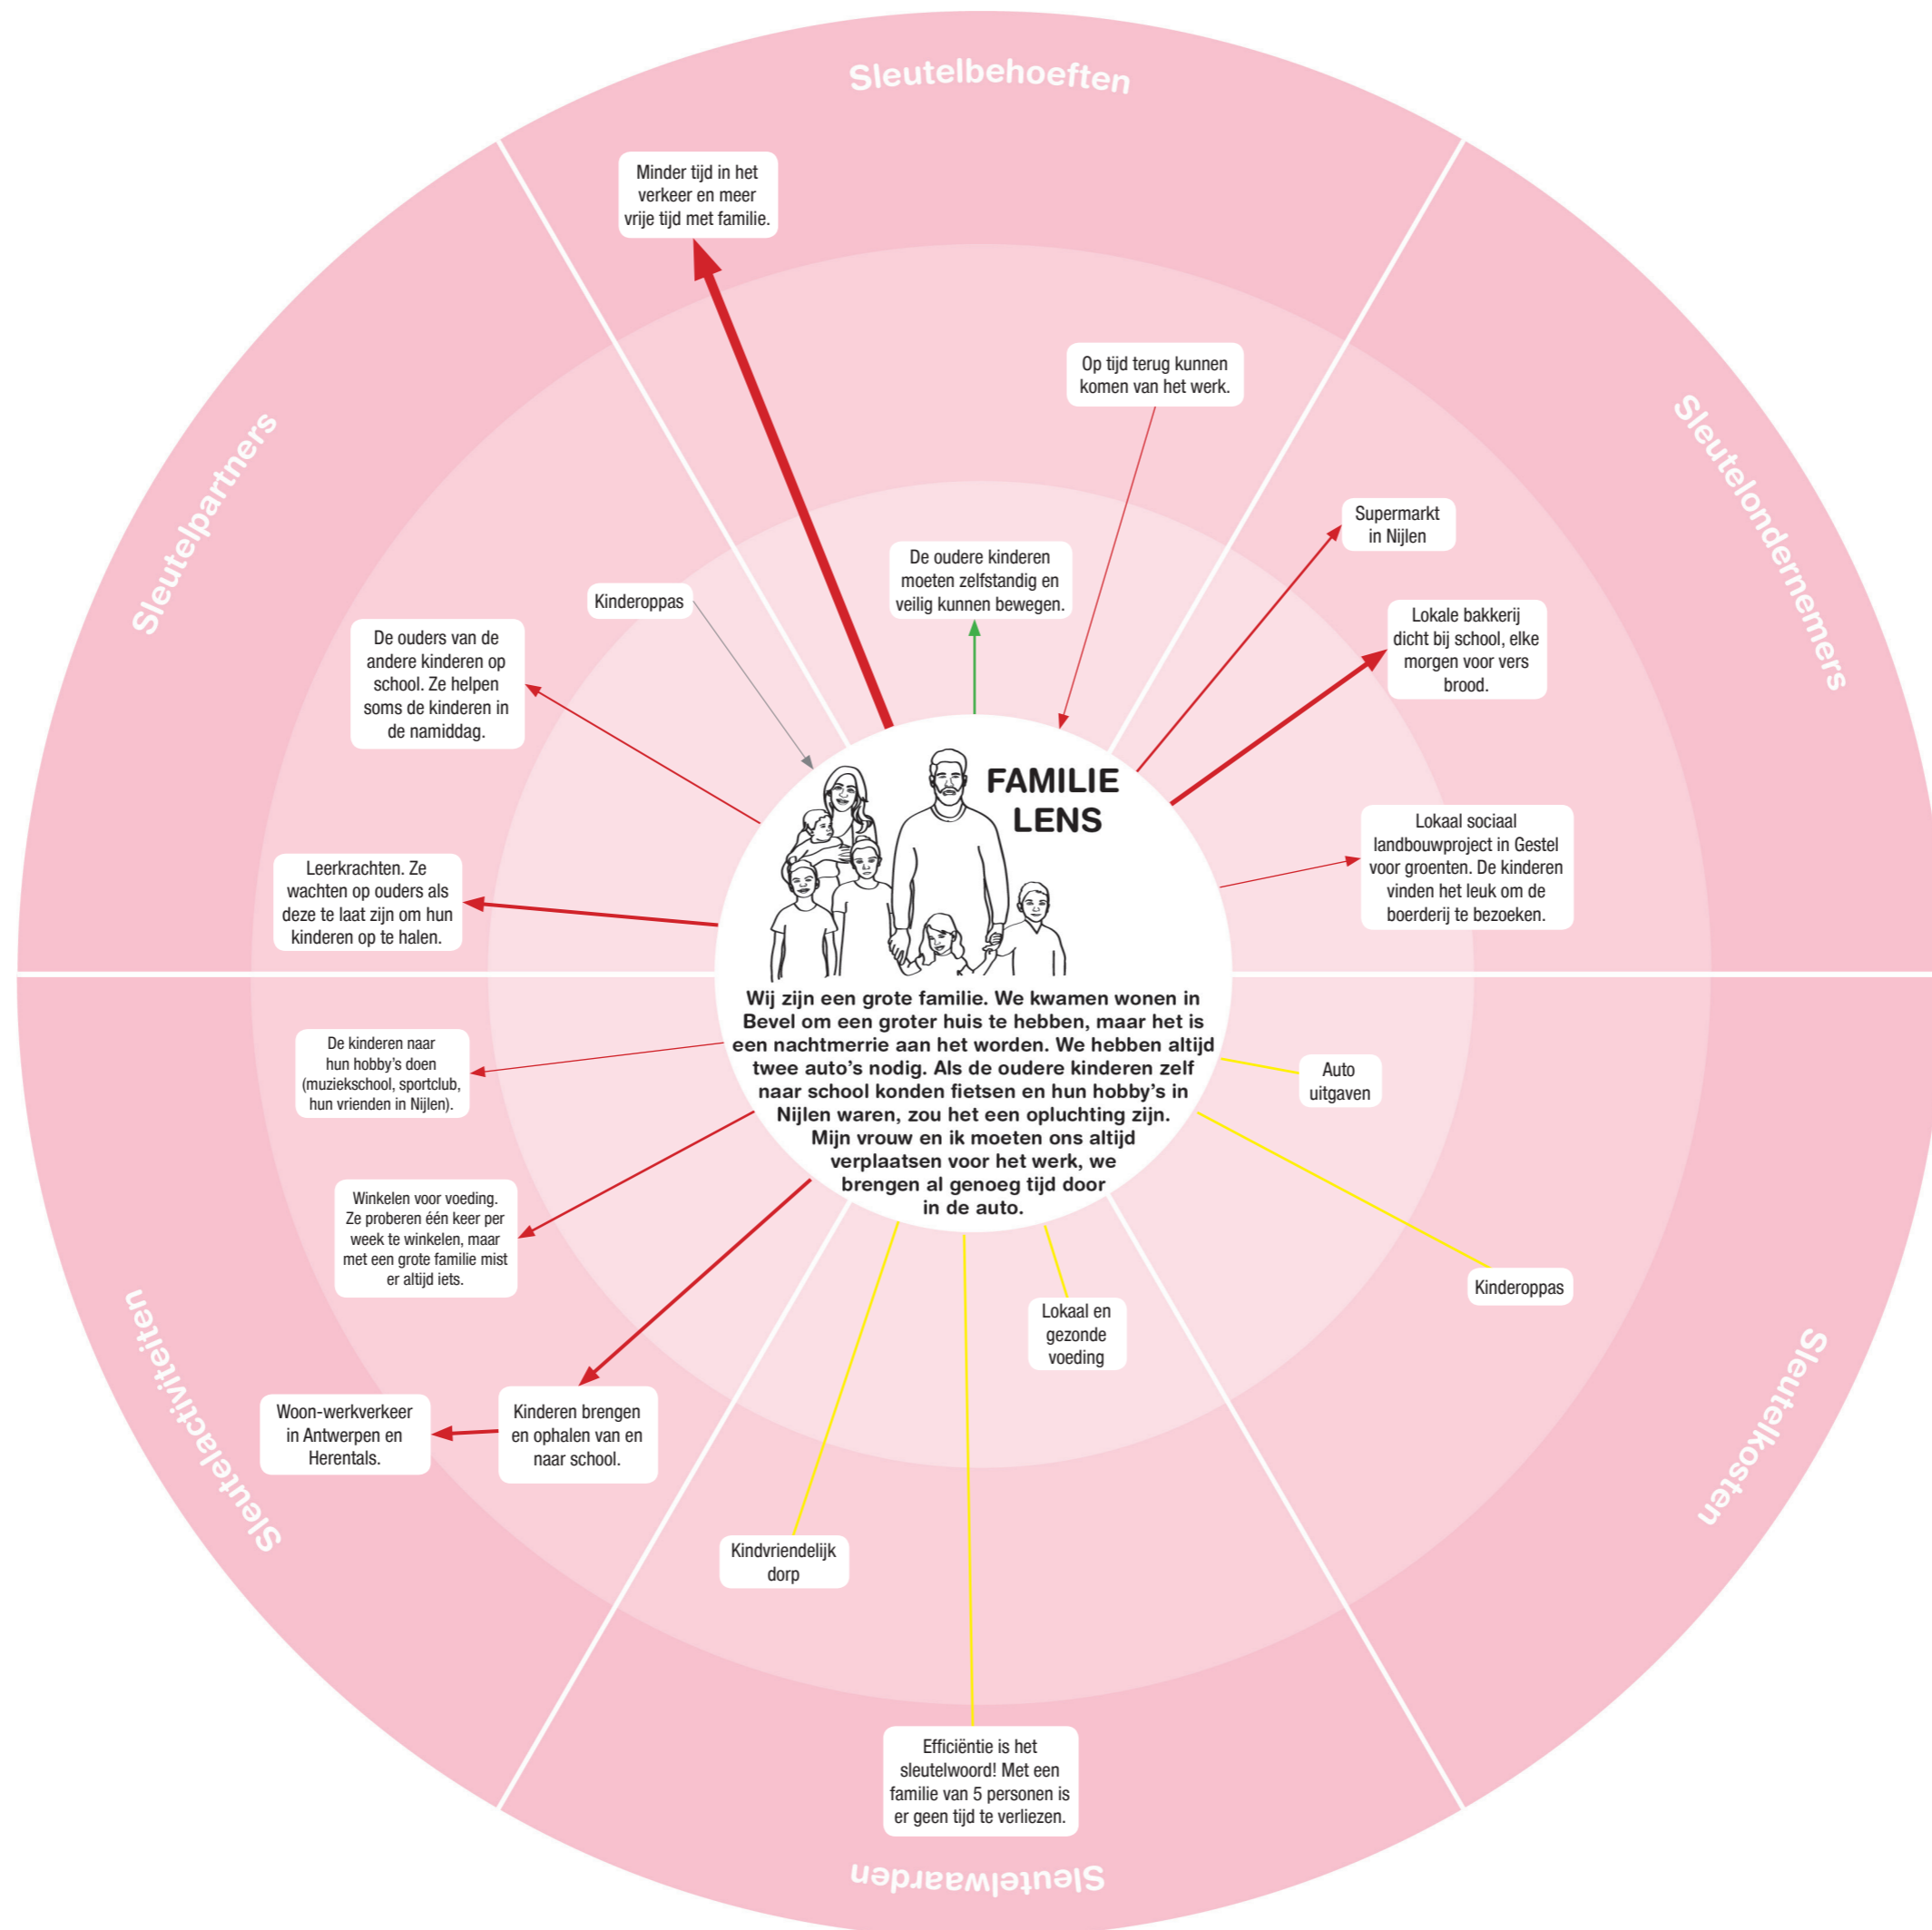 Sleutelbehoeften
Minder tijd in het
verkeer en meer
vrije tijd met familie.
Op tijd terug kunnen
komen van het werk.
De oudere kinderen
moeten zelfstandig en
veilig kunnen bewegen.
Sleutelondernemers
Supermarkt
in Nijlen
Lokale bakkerij
dicht bij school, elke
morgen voor vers
brood.
Lokaal sociaal
landbouwproject in Gestel
voor groenten. De kinderen
vinden het leuk om de
boerderij te bezoeken.
Sleutelpartners
Kinderoppas
De ouders van de
andere kinderen op
school. Ze helpen
soms de kinderen in
de namiddag.
Leerkrachten. Ze
wachten op ouders als
deze te laat zijn om hun
kinderen op te halen.
FAMILIE
LENS
Wij zijn een grote familie. We kwamen wonen in
Bevel om een groter huis te hebben, maar het is
een nachtmerrie aan het worden. We hebben altijd
twee auto's nodig. Als de oudere kinderen zelf
naar school konden fietsen en hun hobby's in
Nijlen waren, zou het een opluchting zijn.
Mijn vrouw en ik moeten ons altijd
verplaatsen voor het werk, we
brengen al genoeg tijd door
in de auto.
De kinderen naar
hun hobby's doen
(muziekschool, sportclub,
hun vrienden in Nijlen).
Winkelen voor voeding.
Ze proberen één keer per
week te winkelen, maar
met een grote familie mist
er altijd iets.
Kinderen brengen
en ophalen van en
naar school.
Woon-werkverkeer
in Antwerpen en
Herentals.
Sleutelactiviteiten
Auto
uitgaven
Kinderoppas
Sleutelkosten
Lokaal en
gezonde
voeding
Kindvriendelijk
dorp
Efficiëntie is het
sleutelwoord! Met een
familie van 5 personen is
er geen tijd te verliezen.
Sleutelwaarden